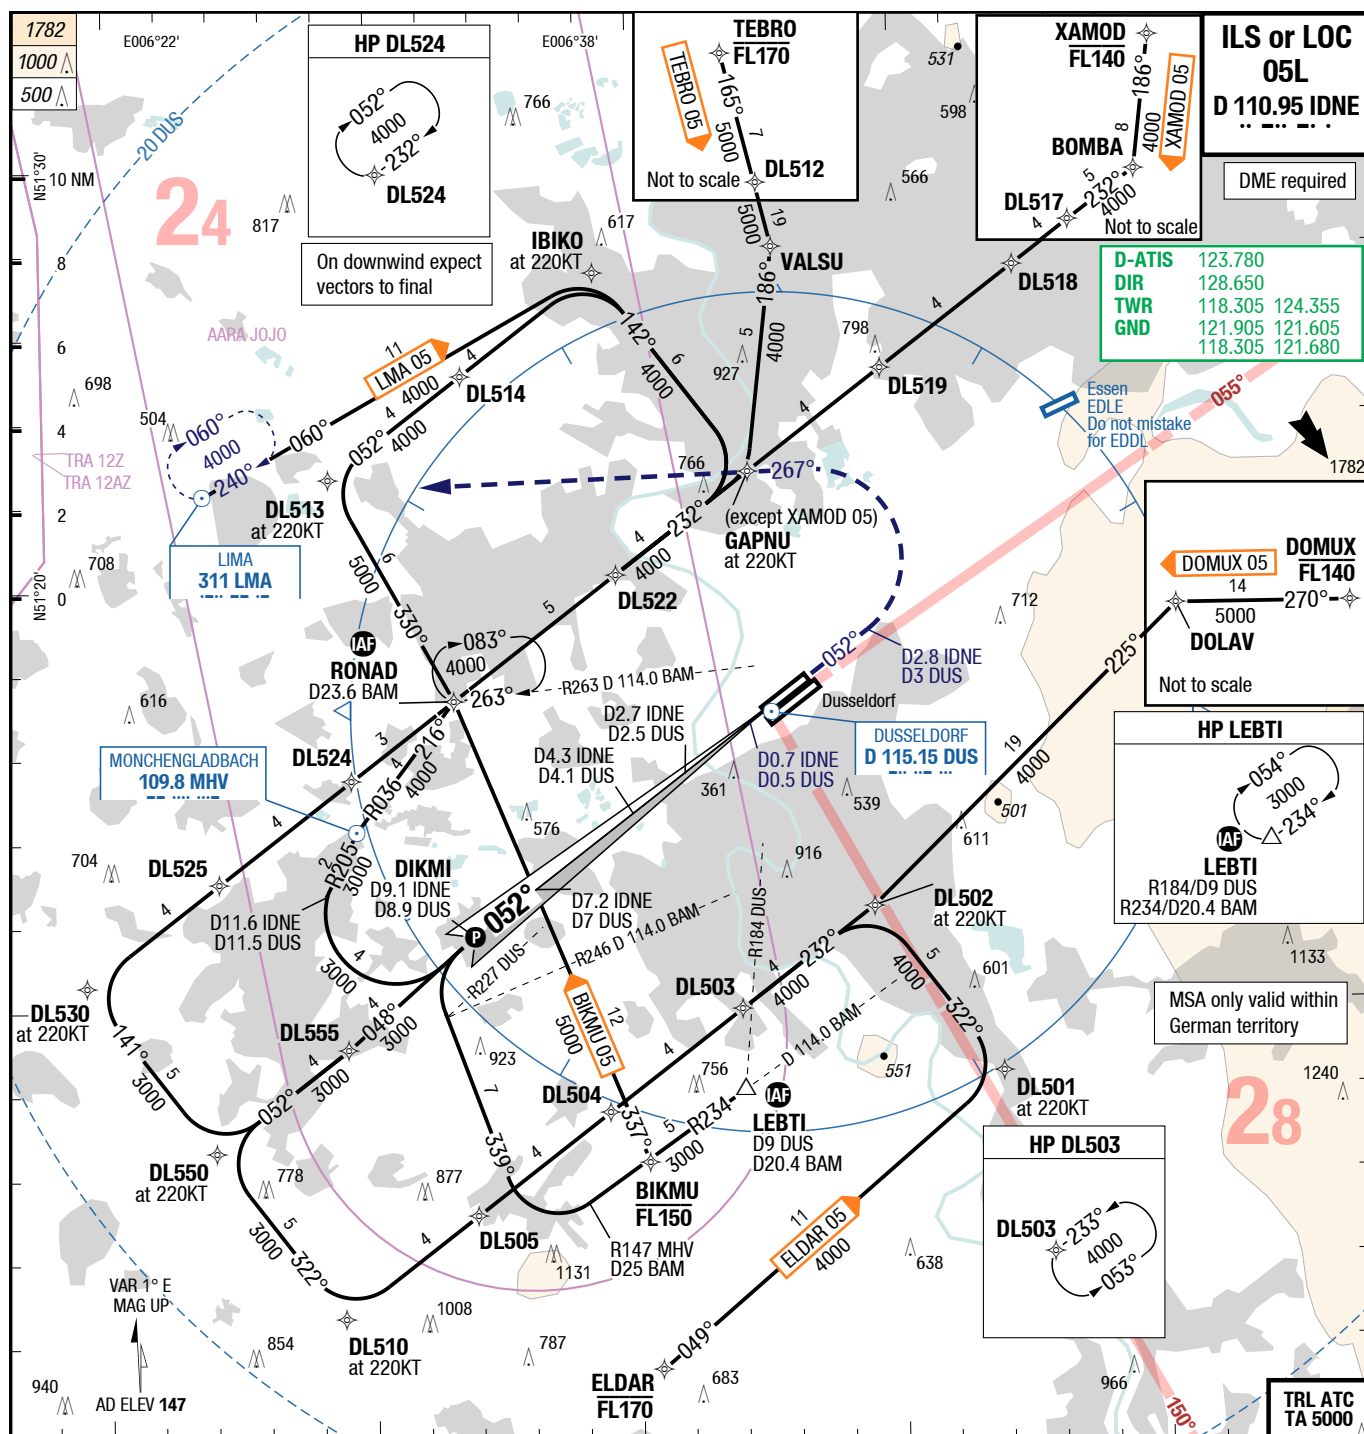 1782
1000
500
E006°22'
HP DL524
052°
4000
232°
DL524
On downwind expect
vectors to final
E006°38'
TEBRO
FL170
TEBRO 05
165°
7
5000
DL512
Not to scale
19
5000
VALSU
186°
5
4000
XAMOD
FL140
186°
XAMOD 05
8
4000
BOMBA
5
232°
4000
DL517
4
Not to scale
ILS or LOC
05L
D 110.95 IDNE
DME required
D-ATIS 123.780
DIR 128.650
TWR 118.305 124.355
GND 121.905 121.605
118.305 121.680
N51°30'
10 NM
8
6
4
2
0
N51°20'
20 DUS
24
766
817
617
531
598
566
IBIKO
at 220KT
DL518
4
798
927
DL519
4
AARA JOJO
698
504
11
LMA 05
4000
4
DL514
142°
6
4000
060°
4000
240°
060°
052°
4
4000
TRA 12Z
TRA 12AZ
DL513
at 220KT
LIMA
311 LMA
708
766
267°
(except XAMOD 05)
GAPNU
at 220KT
232°
4
4000
DL522
5
Essen
EDLE
Do not mistake
for EDDL
055°
1782
DOMUX
FL140
DOMUX 05
14
5000
270°
DOLAV
Not to scale
712
225°
6
5000
330°
IAF
RONAD
D23.6 BAM
083°
4000
263°
R263 D 114.0 BAM
052°
D2.8 IDNE
D3 DUS
Dusseldorf
616
D2.7 IDNE
D2.5 DUS
D4.3 IDNE
D4.1 DUS
D0.7 IDNE
D0.5 DUS
DUSSELDORF
D 115.15 DUS
HP LEBTI
054°
3000
234°
IAF
LEBTI
R184/D9 DUS
R234/D20.4 BAM
MONCHENGLADBACH
109.8 MHV
DL524
3
216°
4
4000
R036
R205
2
3000
361
539
576
501
611
19
4000
704
DL525
4
4
DIKMI
D9.1 IDNE
D8.9 DUS
D11.6 IDNE
D11.5 DUS
P
052°
D7.2 IDNE
D7 DUS
916
R184 DUS
DL502
at 220KT
R246 D 114.0 BAM
R227 DUS
4
3000
232°
4
4000
5
4000
322°
601
1133
MSA only valid within
German territory
DL503
DL530
at 220KT
141°
5
3000
DL555
4
048°
3000
4
3000
052°
BIKMU 05
12
5000
337°
923
7
339°
4
756
D 114.0 BAM
551
DL501
at 220KT
1240
28
DL504
IAF
LEBTI
D9 DUS
D20.4 BAM
R234
5
3000
BIKMU
FL150
DL550
at 220KT
778
877
4
HP DL503
DL503
233°
4000
053°
5
3000
322°
4
DL505
R147 MHV
D25 BAM
1131
11
ELDAR 05
4000
638
VAR 1° E
MAG UP
AD ELEV 147
DL510
at 220KT
1008
854
787
940
049°
ELDAR
FL170
683
966
150°
TRL ATC
TA 5000